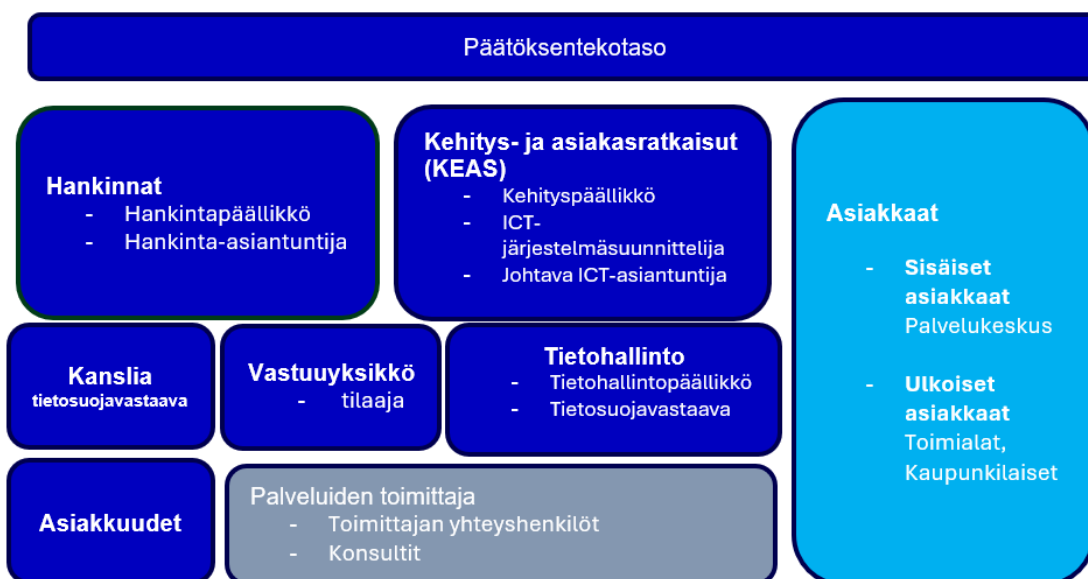 Päätöksentekotaso
Hankinnat
- Hankintapäällikkö
- Hankinta-asiantuntija
Kehitys- ja asiakasratkaisut
(KEAS)
- Kehityspäällikkö
- ICT-
järjestelmäsuunnittelija
- Johtava ICT-asiantuntija
Asiakkaat
- Sisäiset
asiakkaat
Palvelukeskus
- Ulkoiset
asiakkaat
Toimialat,
Kaupunkilaiset
Kanslia
tietosuojavastaava
Vastuuyksikkö
- tilaaja
Tietohallinto
- Tietohallintopäällikkö
- Tietosuojavastaava
Asiakkuudet
Palveluiden toimittaja
- Toimittajan yhteyshenkilöt
- Konsultit